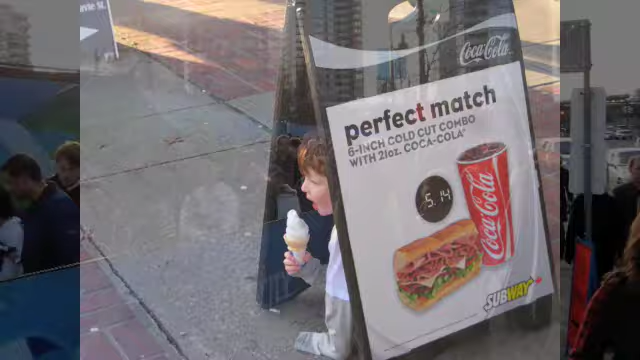 Coca-Cola
perfect match
6-INCH COLD CUT COMBO
WITH 21oz. COCA-COLA®
5.14
Coca-Cola
SUBWAY